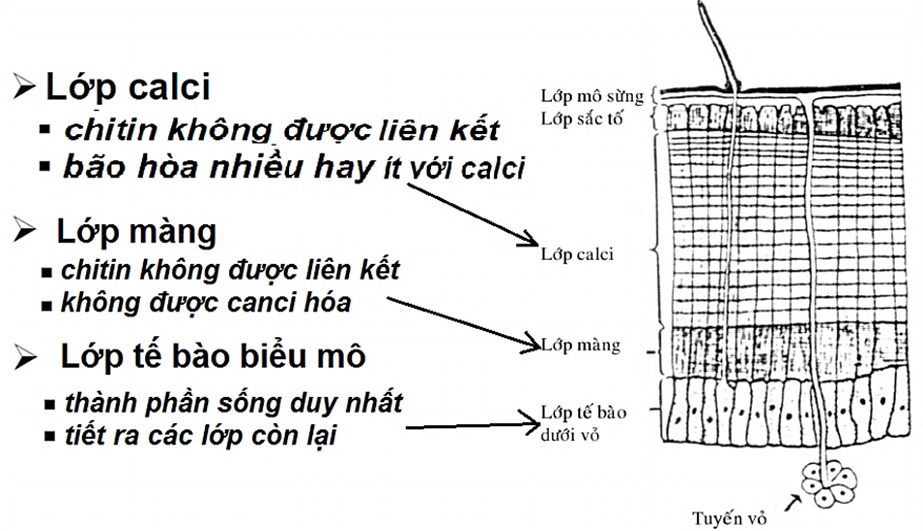 ➢ Lớp calci
▪ chitin không được liên kết
▪ bão hòa nhiều hay ít với calci
➢ Lớp màng
▪ chitin không được liên kết
▪ không được canci hóa
➢ Lớp tế bào biểu mô
▪ thành phần sống duy nhất
▪ tiết ra các lớp còn lại
Lớp mô sừng
Lớp sắc tố
Lớp calci
Lớp màng
Lớp tế bào
dưới vỏ
Tuyến vỏ